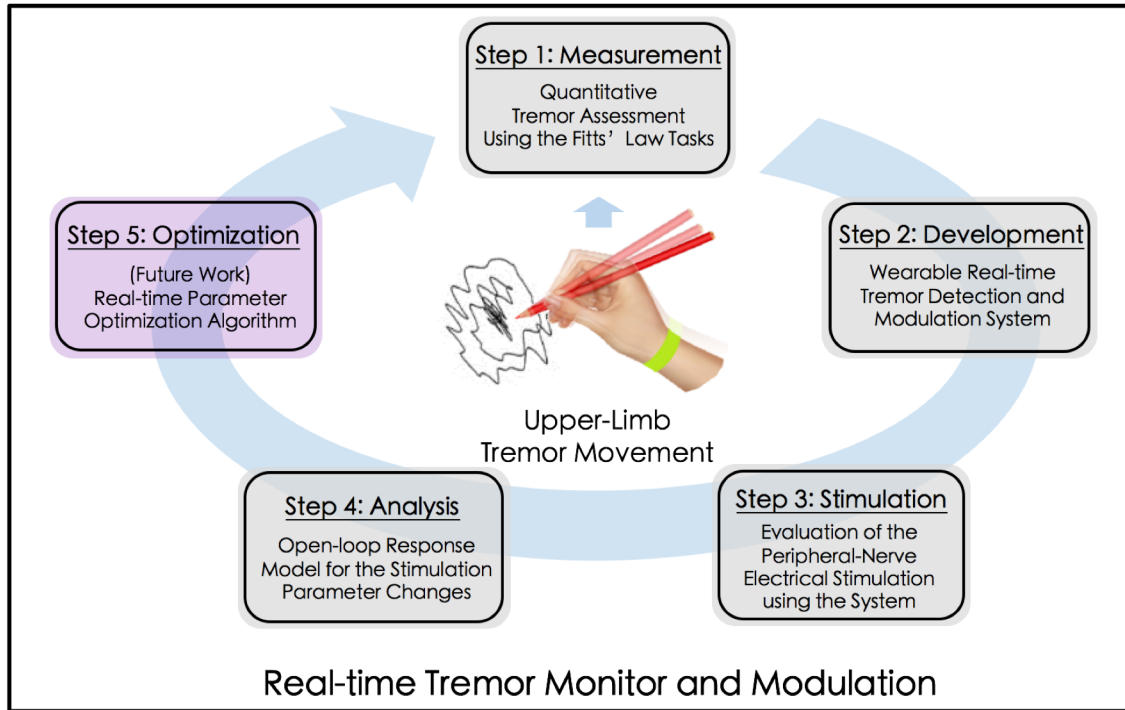 Step 1: Measurement
Quantitative
Tremor Assessment
Using the Fitts’ Law Tasks
Step 2: Development
Wearable Real-time
Tremor Detection and
Modulation System
Step 3: Stimulation
Evaluation of the
Peripheral-Nerve
Electrical Stimulation
using the System
Step 4: Analysis
Open-loop Response
Model for the Stimulation
Parameter Changes
Step 5: Optimization
(Future Work)
Real-time Parameter
Optimization Algorithm
Upper-Limb
Tremor Movement
Real-time Tremor Monitor and Modulation